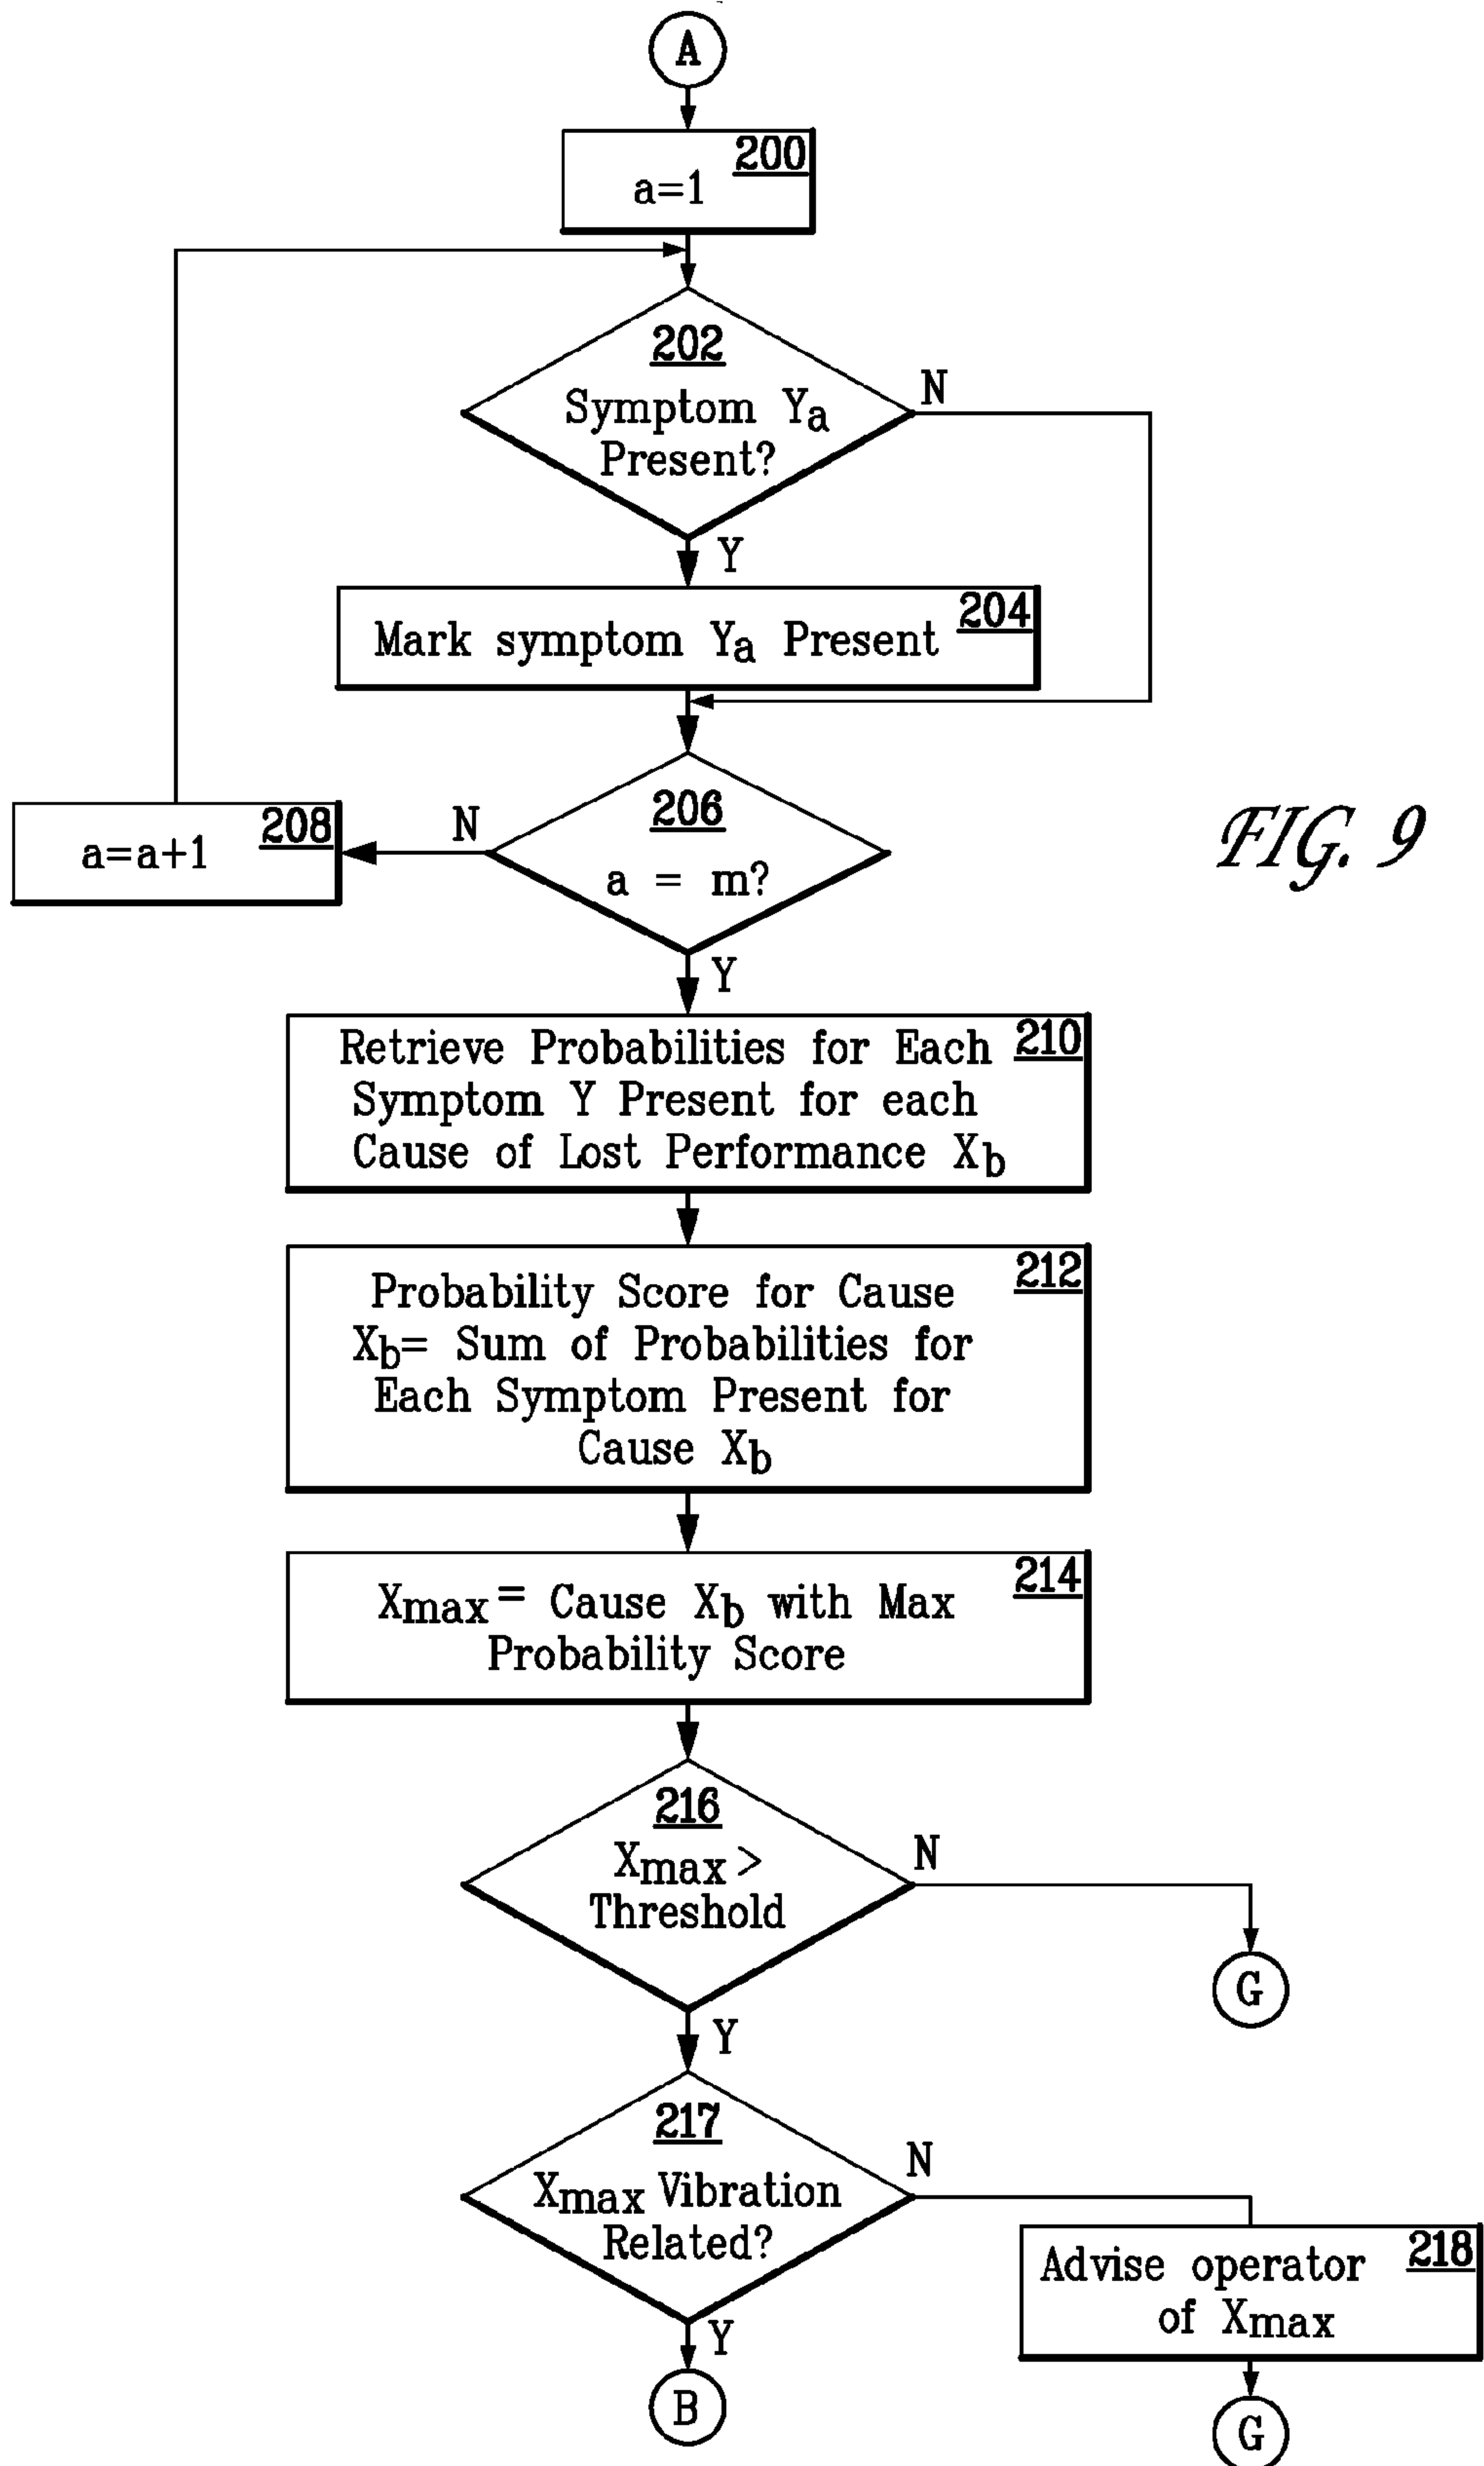 A
200
a=1
202
Symptom Ya
Present?
N
Y
204
Mark symptom Ya Present
206
a = m?
N
208
a=a+1
FIG. 9
Y
210
Retrieve Probabilities for Each
Symptom Y Present for each
Cause of Lost Performance Xb
212
Probability Score for Cause
Xb= Sum of Probabilities for
Each Symptom Present for
Cause Xb
214
Xmax = Cause Xb with Max
Probability Score
216
Xmax >
Threshold
N
G
Y
217
Xmax Vibration
Related?
N
218
Advise operator
of Xmax
Y
B
G